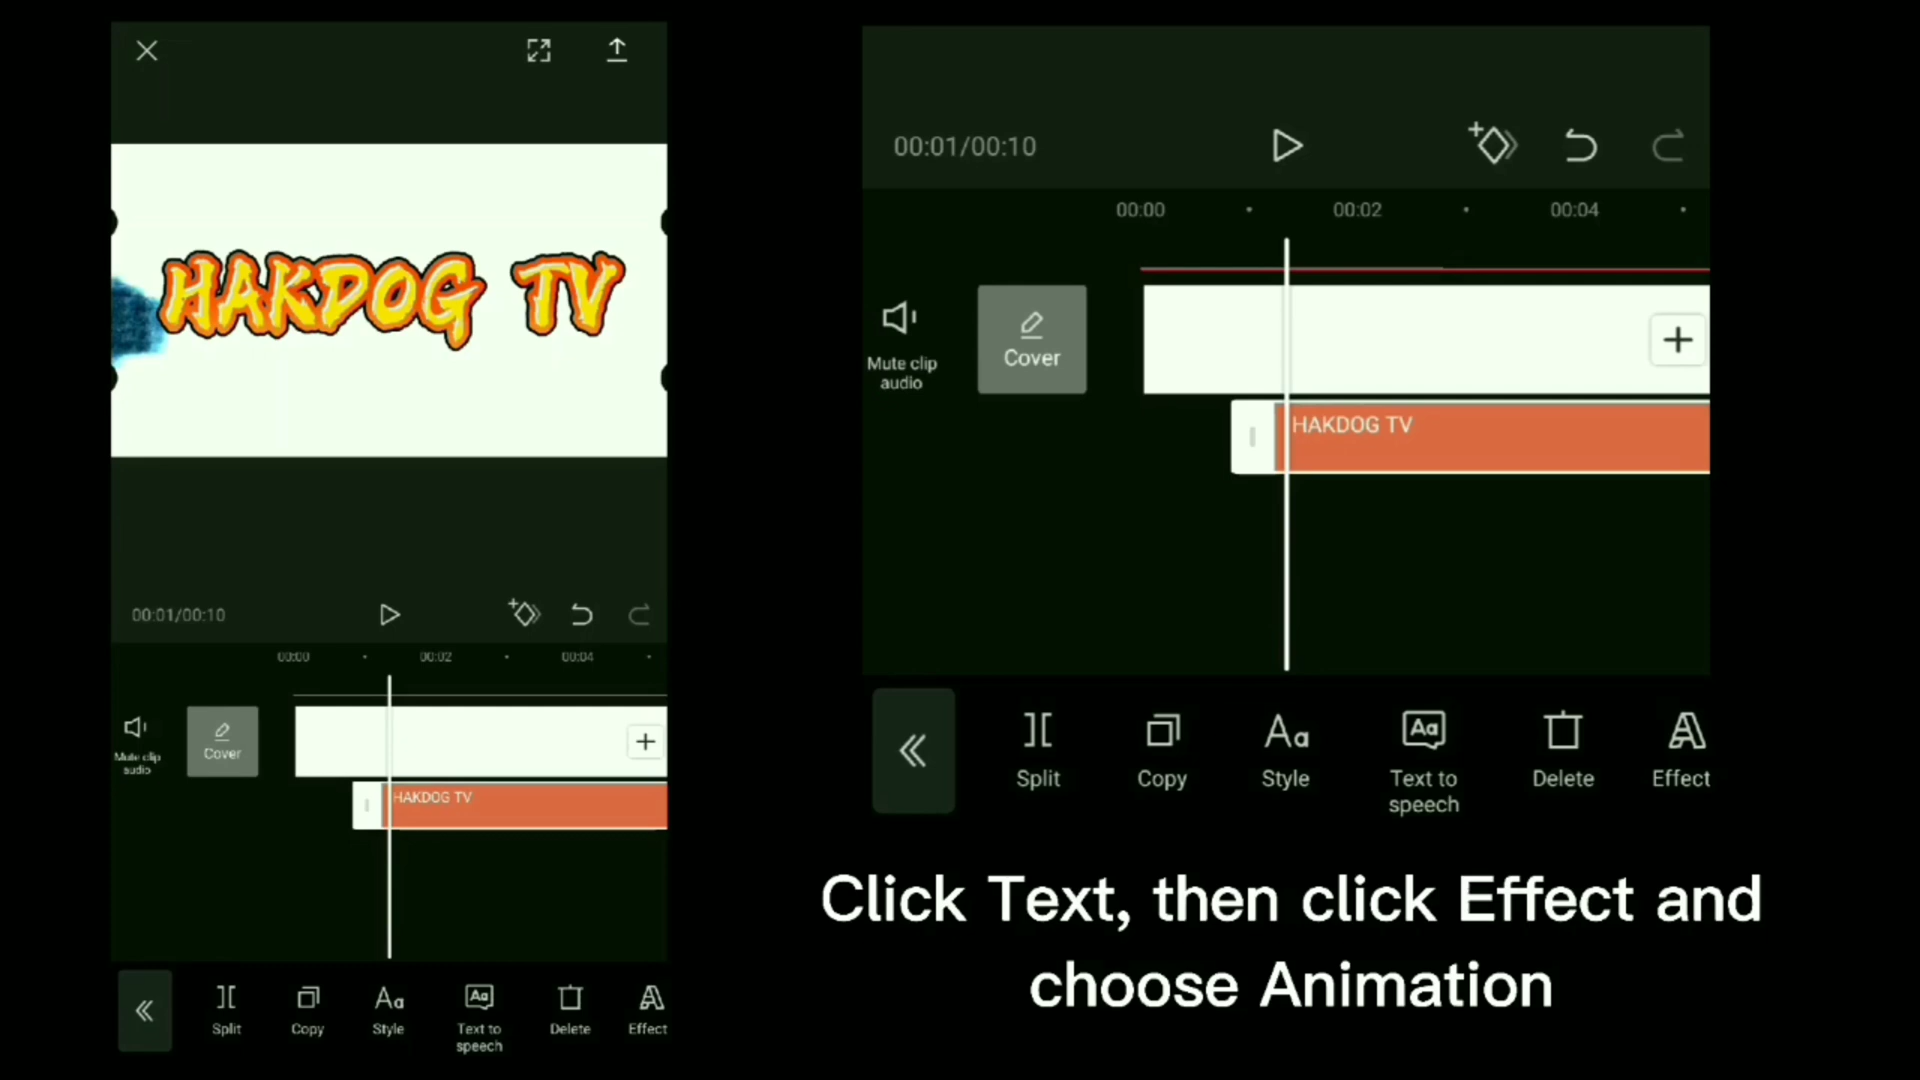 HAKDOG TV
00:01/00:10
00:00
00:02
00:04
Mute clip
audio
Cover
HAKDOG TV
Split
Copy
Style
Text to
speech
Delete
Effect
00:01/00:10
00:00
00:02
00:04
Mute clip
audio
Cover
HAKDOG TV
Split
Copy
Style
Text to
speech
Delete
Effect
Click Text, then click Effect and
choose Animation